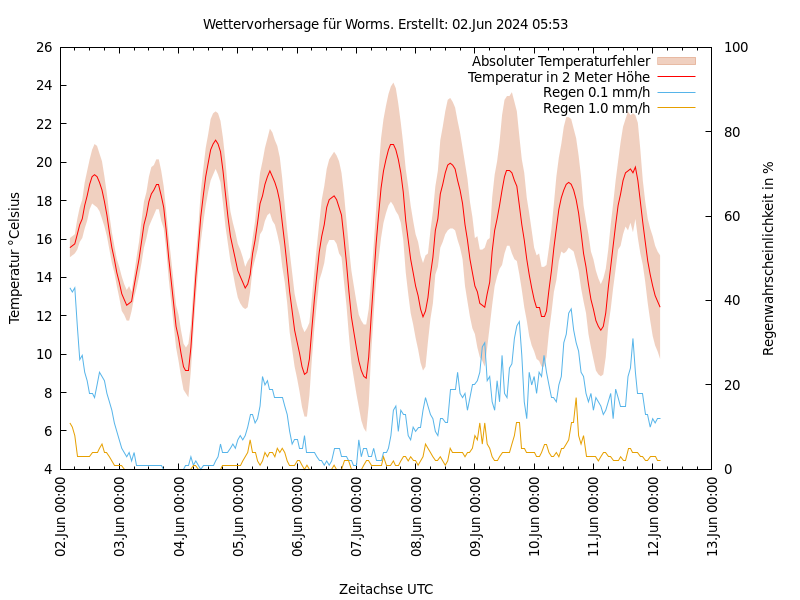 Wettervorhersage für Worms. Erstellt: 02.Jun 2024 05:53
Absoluter Temperaturfehler
Temperatur in 2 Meter Höhe
Regen 0.1 mm/h
Regen 1.0 mm/h
Temperatur °Celsius
26
24
22
20
18
16
14
12
10
8
6
4
Regenwahrscheinlichkeit in %
100
80
60
40
20
0
02.Jun 00:00
03.Jun 00:00
04.Jun 00:00
05.Jun 00:00
06.Jun 00:00
07.Jun 00:00
08.Jun 00:00
09.Jun 00:00
10.Jun 00:00
11.Jun 00:00
12.Jun 00:00
13.Jun 00:00
Zeitachse UTC